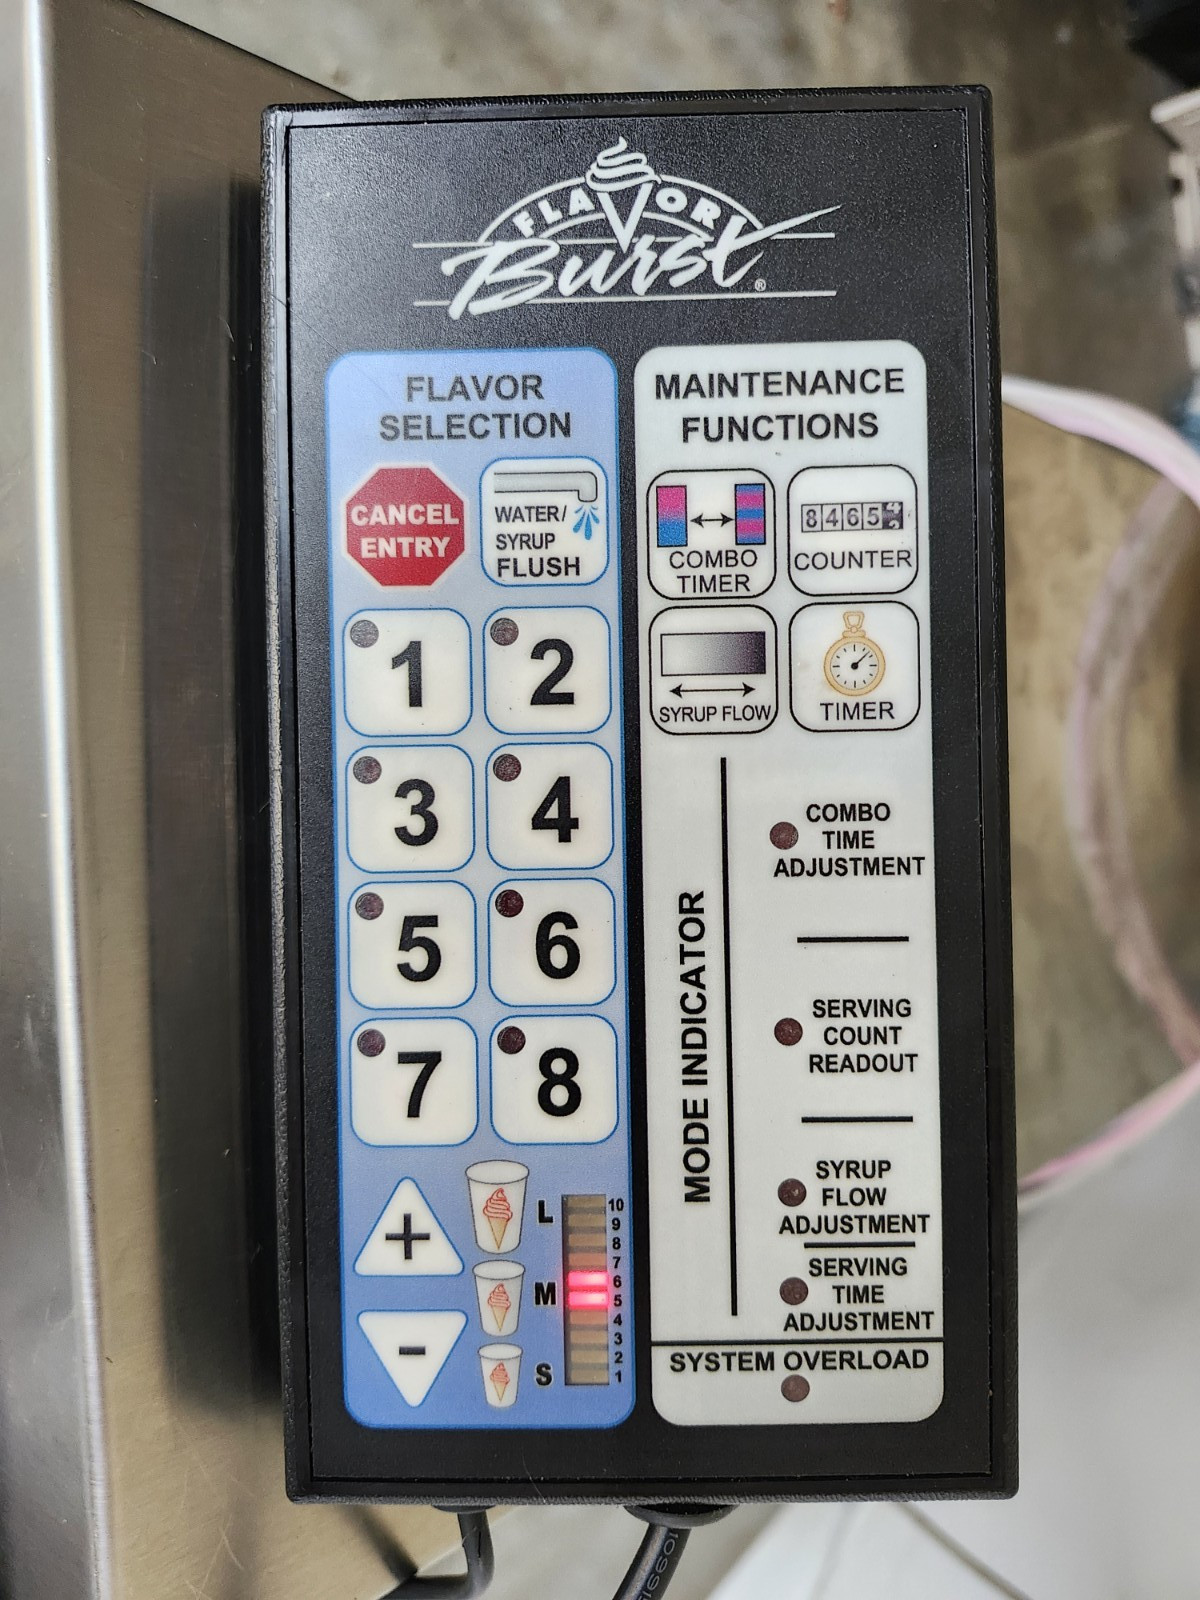 FLAVOR
Burst®
FLAVOR
SELECTION
CANCEL
ENTRY
WATER/
SYRUP
FLUSH
1
2
3
4
5
6
7
8
+
-
L
M
S
10
9
8
7
6
5
4
3
2
1
MAINTENANCE
FUNCTIONS
COMBO
TIMER
8465
COUNTER
SYRUP FLOW
TIMER
MODE INDICATOR
COMBO
TIME
ADJUSTMENT
SERVING
COUNT
READOUT
SYRUP
FLOW
ADJUSTMENT
SERVING
TIME
ADJUSTMENT
SYSTEM OVERLOAD